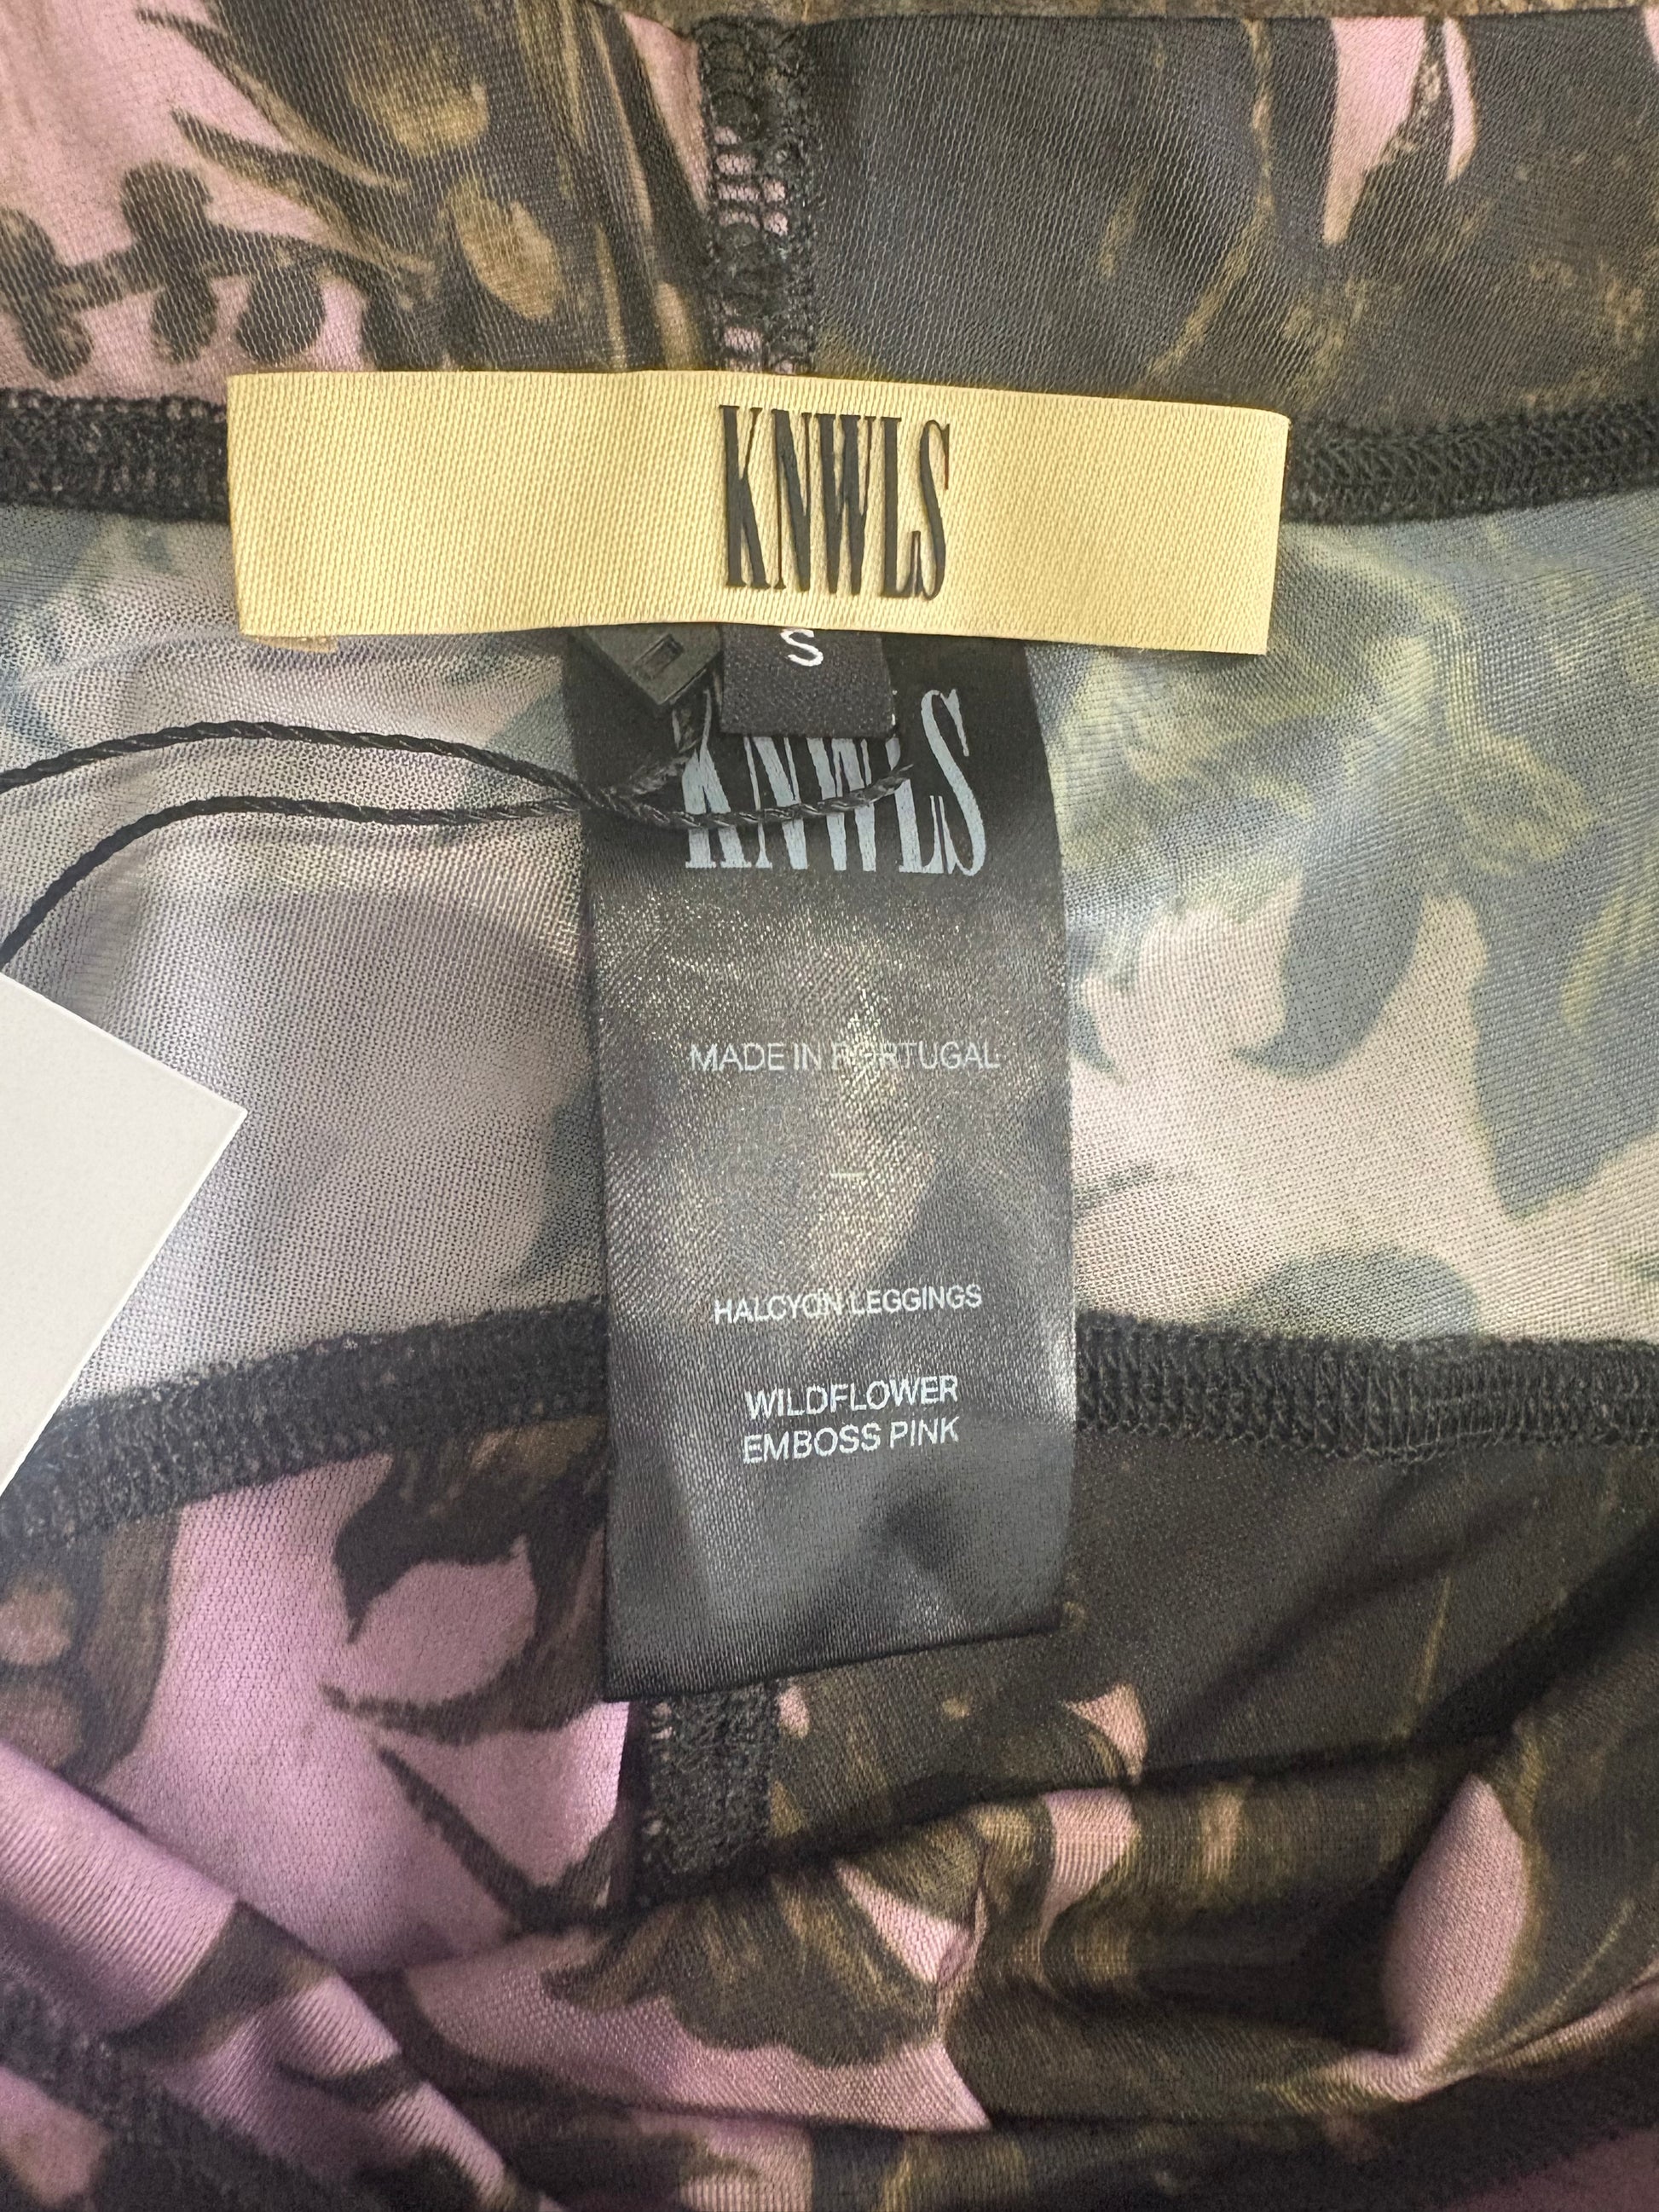 KNWLS
S
KNWLS
MADE IN PORTUGAL
–
HALCYON LEGGINGS
WILDFLOWER
EMBOSS PINK